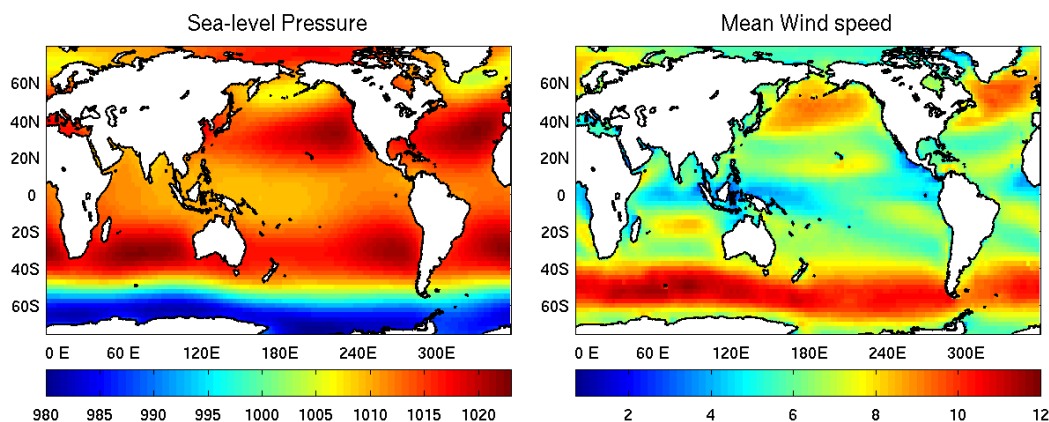 Sea-level Pressure
60N
40N
20N
0
20S
40S
60S
0 E 60 E 120E 180E 240E 300E
980 985 990 995 1000 1005 1010 1015 1020
Mean Wind speed
60N
40N
20N
0
20S
40S
60S
0 E 60 E 120E 180E 240E 300E
2 4 6 8 10 12